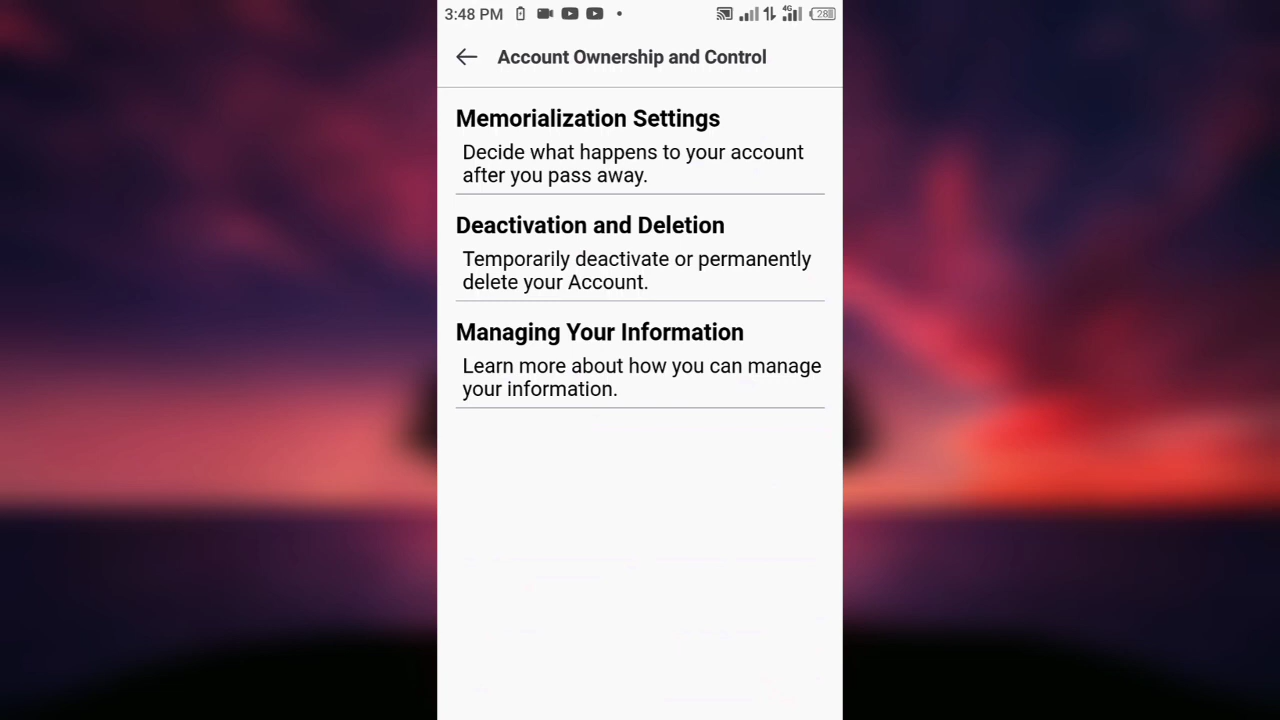 3:48 PM 4G 28
Account Ownership and Control
Memorialization Settings
Decide what happens to your account
after you pass away.
Deactivation and Deletion
Temporarily deactivate or permanently
delete your Account.
Managing Your Information
Learn more about how you can manage
your information.